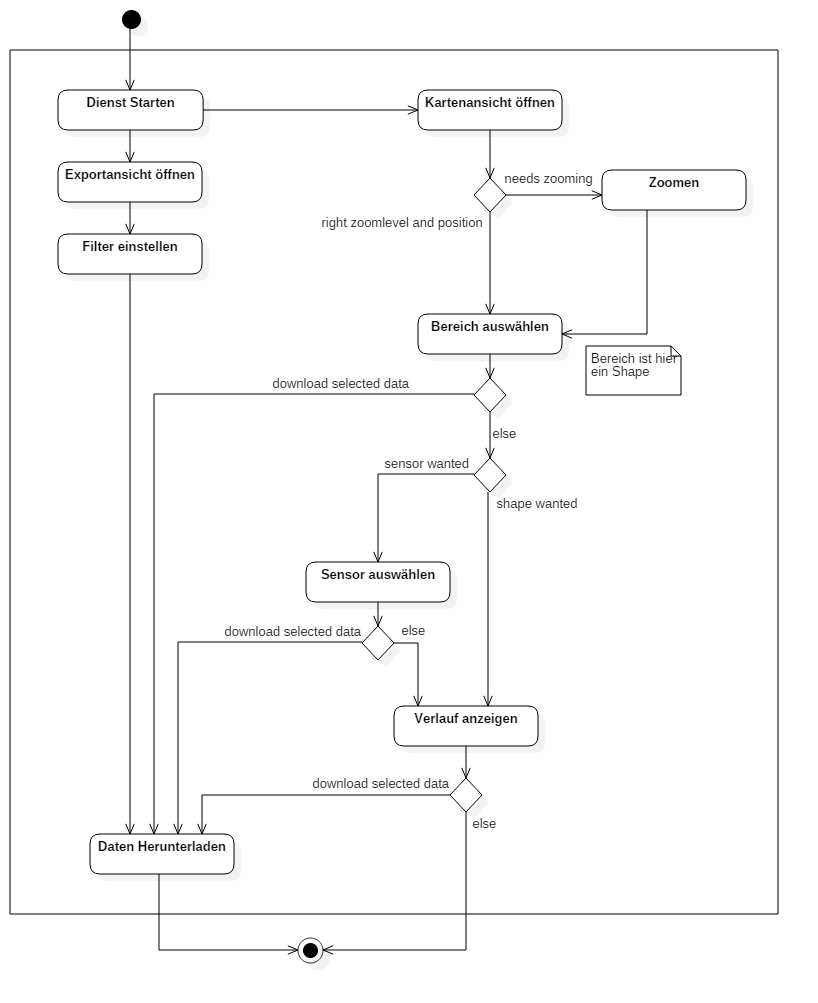 Dienst Starten
Kartenansicht öffnen
Exportansicht öffnen
needs zooming
Zoomen
right zoomlevel and position
Filter einstellen
Bereich auswählen
Bereich ist hier
ein Shape
download selected data
else
sensor wanted
shape wanted
Sensor auswählen
download selected data
else
Verlauf anzeigen
download selected data
else
Daten Herunterladen